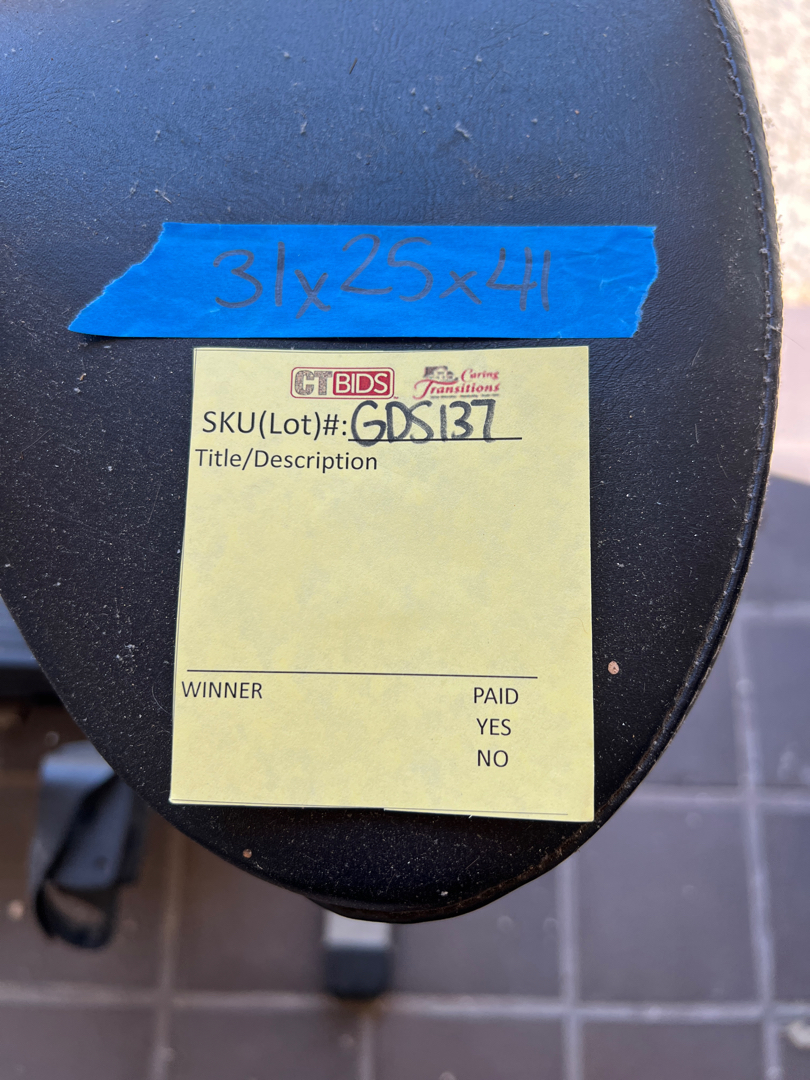 31x25x41
CTBIDS Caring Transitions
SKU(Lot)#: GDS137
Title/Description
WINNER PAID
YES
NO